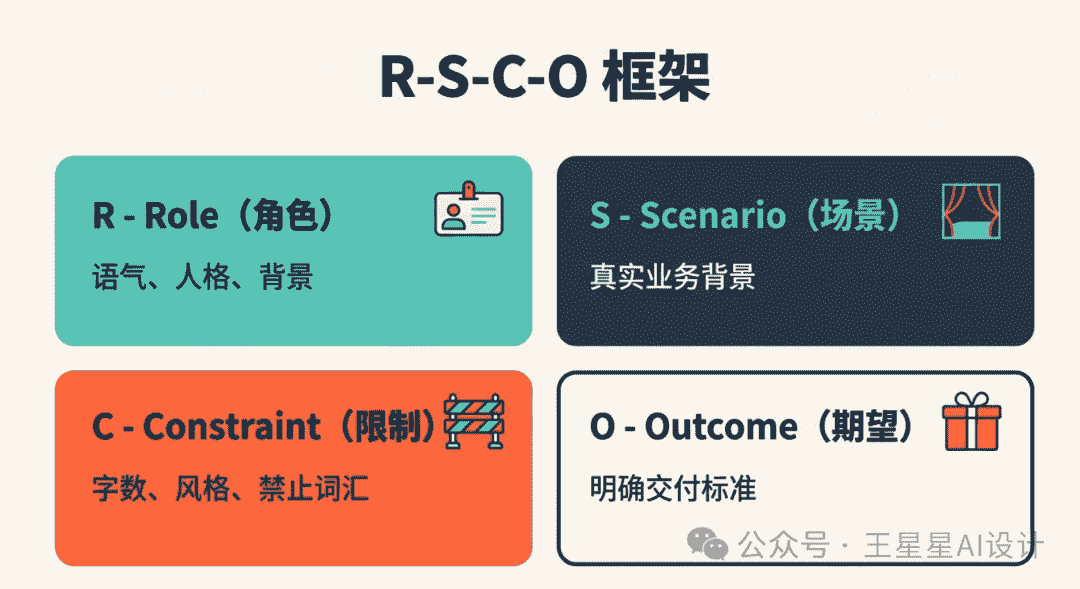 R-S-C-O 框架
R - Role（角色）
语气、人格、背景
S - Scenario（场景）
真实业务背景
C - Constraint（限制）
字数、风格、禁止词汇
O - Outcome（期望）
明确交付标准
公众号 · 王星星AI设计